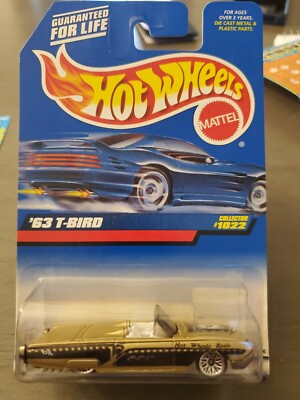 GUARANTEED
FOR LIFE
FOR AGES
OVER 3 YEARS.
DIE CAST METAL &
PLASTIC PARTS.
HOT WHEELS
®
MATTEL
'63 T-BIRD
COLLECTOR
#1022
Hot Wheels Reele